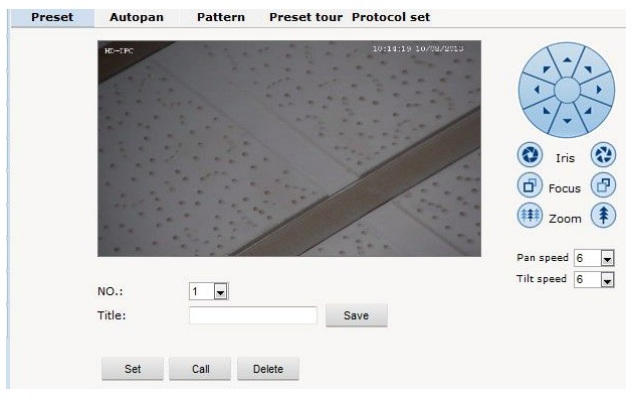 Preset Autopan Pattern Preset tour Protocol set
HD-IPC 10:14:19 10/08/2013
Iris
Focus
Zoom
Pan speed 6
Tilt speed 6
NO.: 1
Title: Save
Set Call Delete